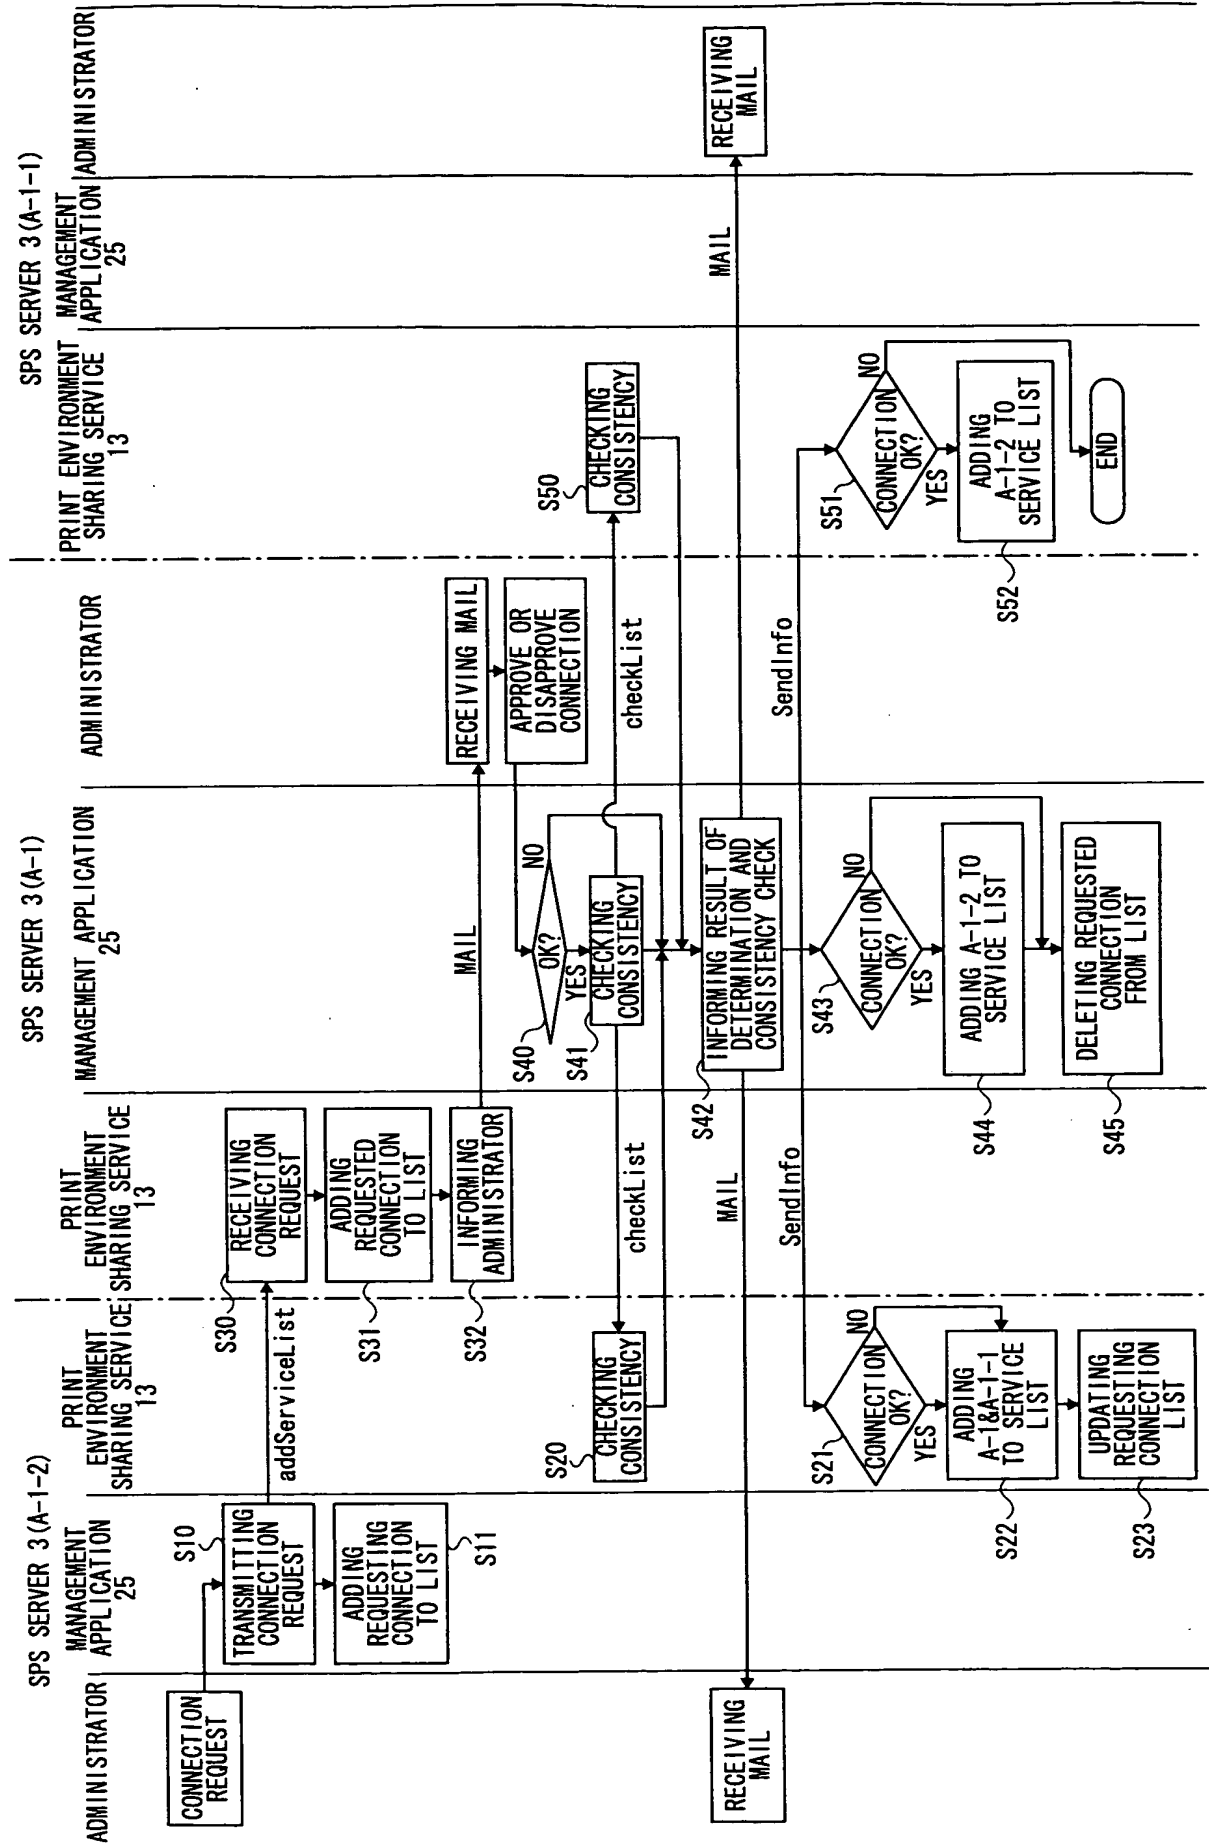 SPS SERVER 3(A-1-2)
ADMINISTRATOR
MANAGEMENT
APPLICATION
25
PRINT
ENVIRONMENT
SHARING SERVICE
13
SPS SERVER 3(A-1)
PRINT
ENVIRONMENT
SHARING SERVICE
13
MANAGEMENT APPLICATION
25
ADMINISTRATOR
SPS SERVER 3(A-1-1)
PRINT ENVIRONMENT
SHARING SERVICE
13
MANAGEMENT
APPLICATION
25
ADMINISTRATOR
CONNECTION
REQUEST
S10
TRANSMITTING
CONNECTION
REQUEST
addServiceList
S30
RECEIVING
CONNECTION
REQUEST
ADDING
REQUESTING
CONNECTION
TO LIST
S11
S31
ADDING
REQUESTED
CONNECTION
TO LIST
S32
INFORMING
ADMINISTRATOR
MAIL
RECEIVING MAIL
APPROVE OR
DISAPPROVE
CONNECTION
S40
OK?
NO
YES
S41
CHECKING
CONSISTENCY
checkList
checkList
S20
CHECKING
CONSISTENCY
S50
CHECKING
CONSISTENCY
S42
INFORMING RESULT OF
DETERMINATION AND
CONSISTENCY CHECK
MAIL
MAIL
RECEIVING
MAIL
RECEIVING
MAIL
SendInfo
SendInfo
S21
CONNECTION
OK?
NO
YES
ADDING
A-1&A-1-1
TO SERVICE
LIST
S22
UPDATING
REQUESTING
CONNECTION
LIST
S23
S43
CONNECTION
OK?
NO
YES
ADDING A-1-2 TO
SERVICE LIST
S44
DELETING REQUESTED
CONNECTION
FROM LIST
S45
S51
CONNECTION
OK?
NO
YES
ADDING
A-1-2 TO
SERVICE LIST
S52
END